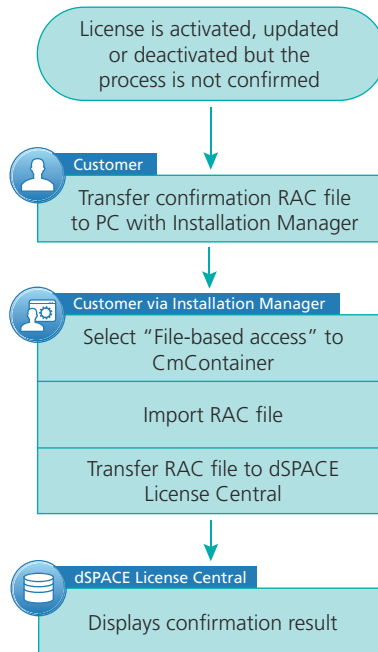 License is activated, updated
or deactivated but the
process is not confirmed
Customer
Transfer confirmation RAC file
to PC with Installation Manager
Customer via Installation Manager
Select “File-based access” to
CmContainer
Import RAC file
Transfer RAC file to dSPACE
License Central
dSPACE License Central
Displays confirmation result